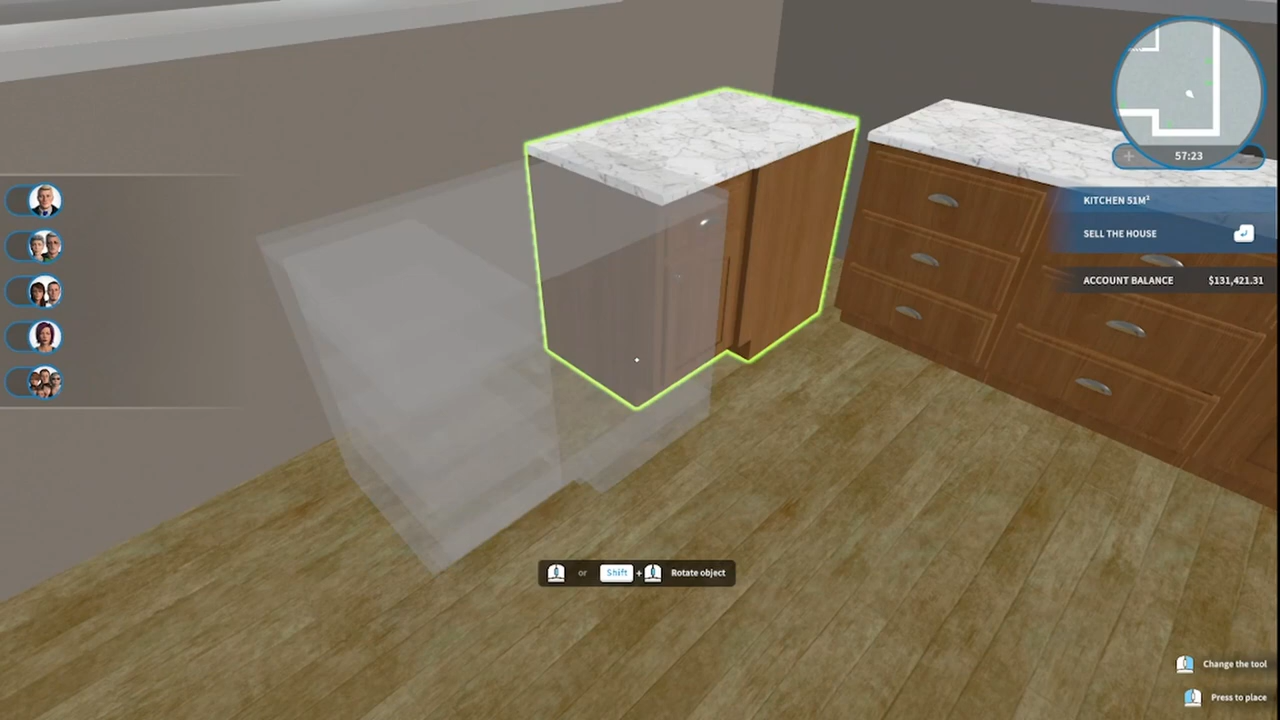 57:23
KITCHEN 51M²
SELL THE HOUSE
ACCOUNT BALANCE $131,421.31
or Shift + Rotate object
Change the tool
Press to place